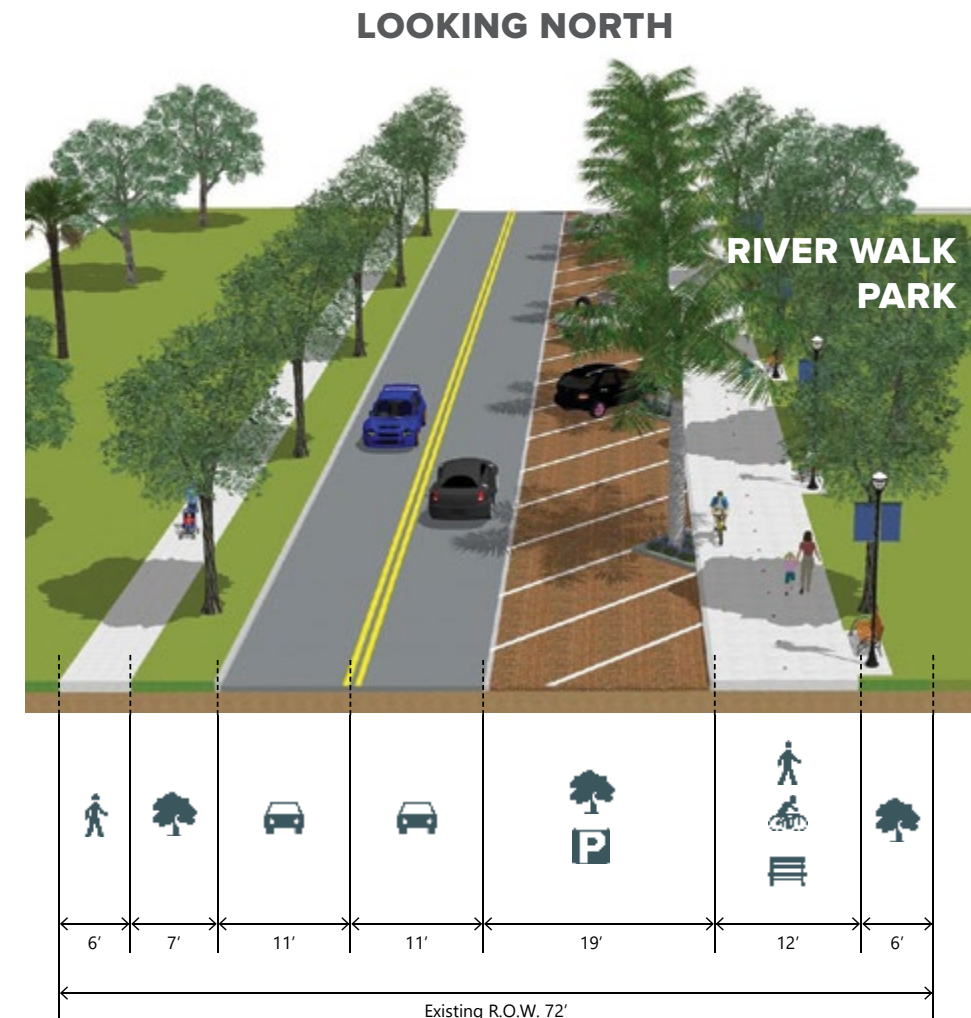 LOOKING NORTH
RIVER WALK
PARK
P
6’ 7’ 11’ 11’ 19’ 12’ 6’
Existing R.O.W. 72’